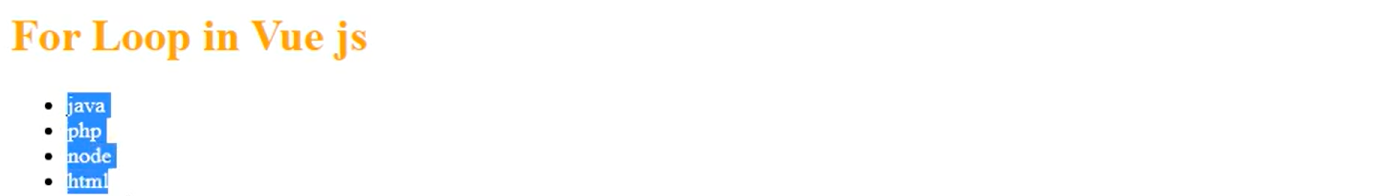 For Loop in Vue js
java
php
node
html